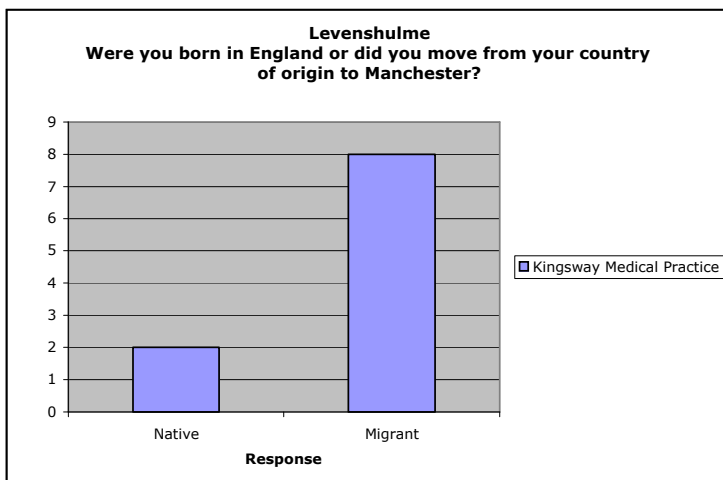 Levenshulme
Were you born in England or did you move from your country
of origin to Manchester?
9
8
7
6
5
4
3
2
1
0
Kingsway Medical Practice
Native Migrant
Response